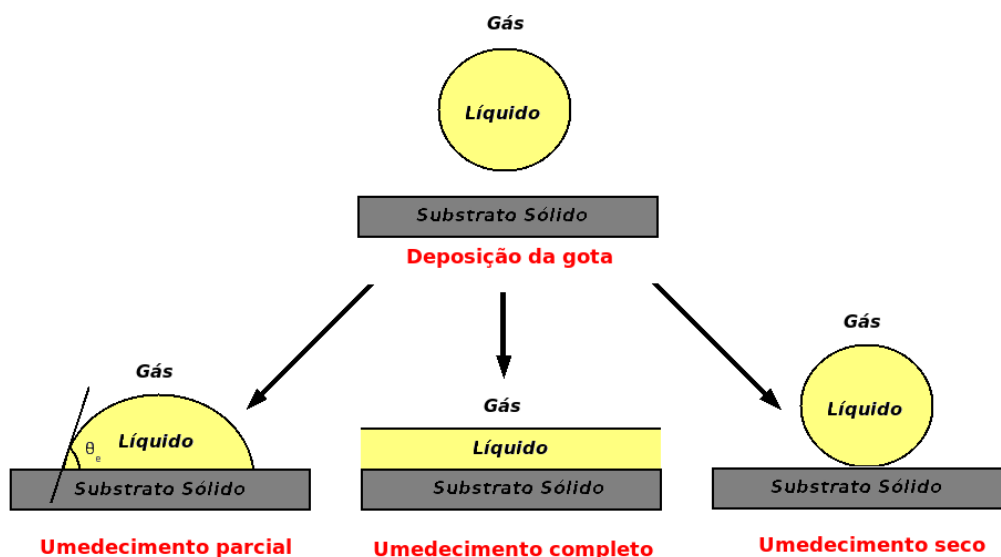 Gás
Líquido
Substrato Sólido
Deposição da gota
Gás
Líquido
θe
Substrato Sólido
Umedecimento parcial
Gás
Líquido
Substrato Sólido
Umedecimento completo
Gás
Líquido
Substrato Sólido
Umedecimento seco